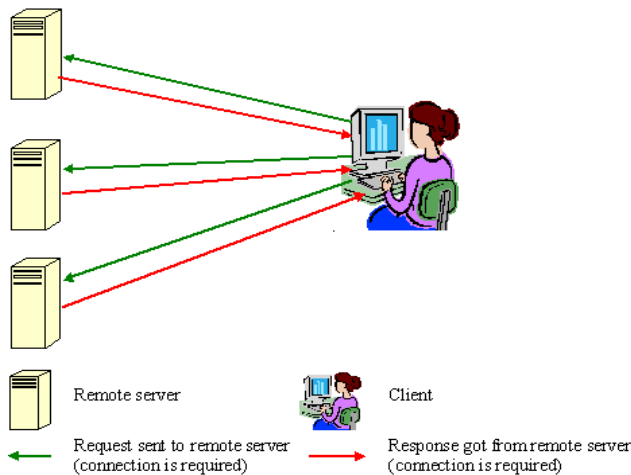 Remote server
Client
Request sent to remote server
(connection is required)
Response got from remote server
(connection is required)